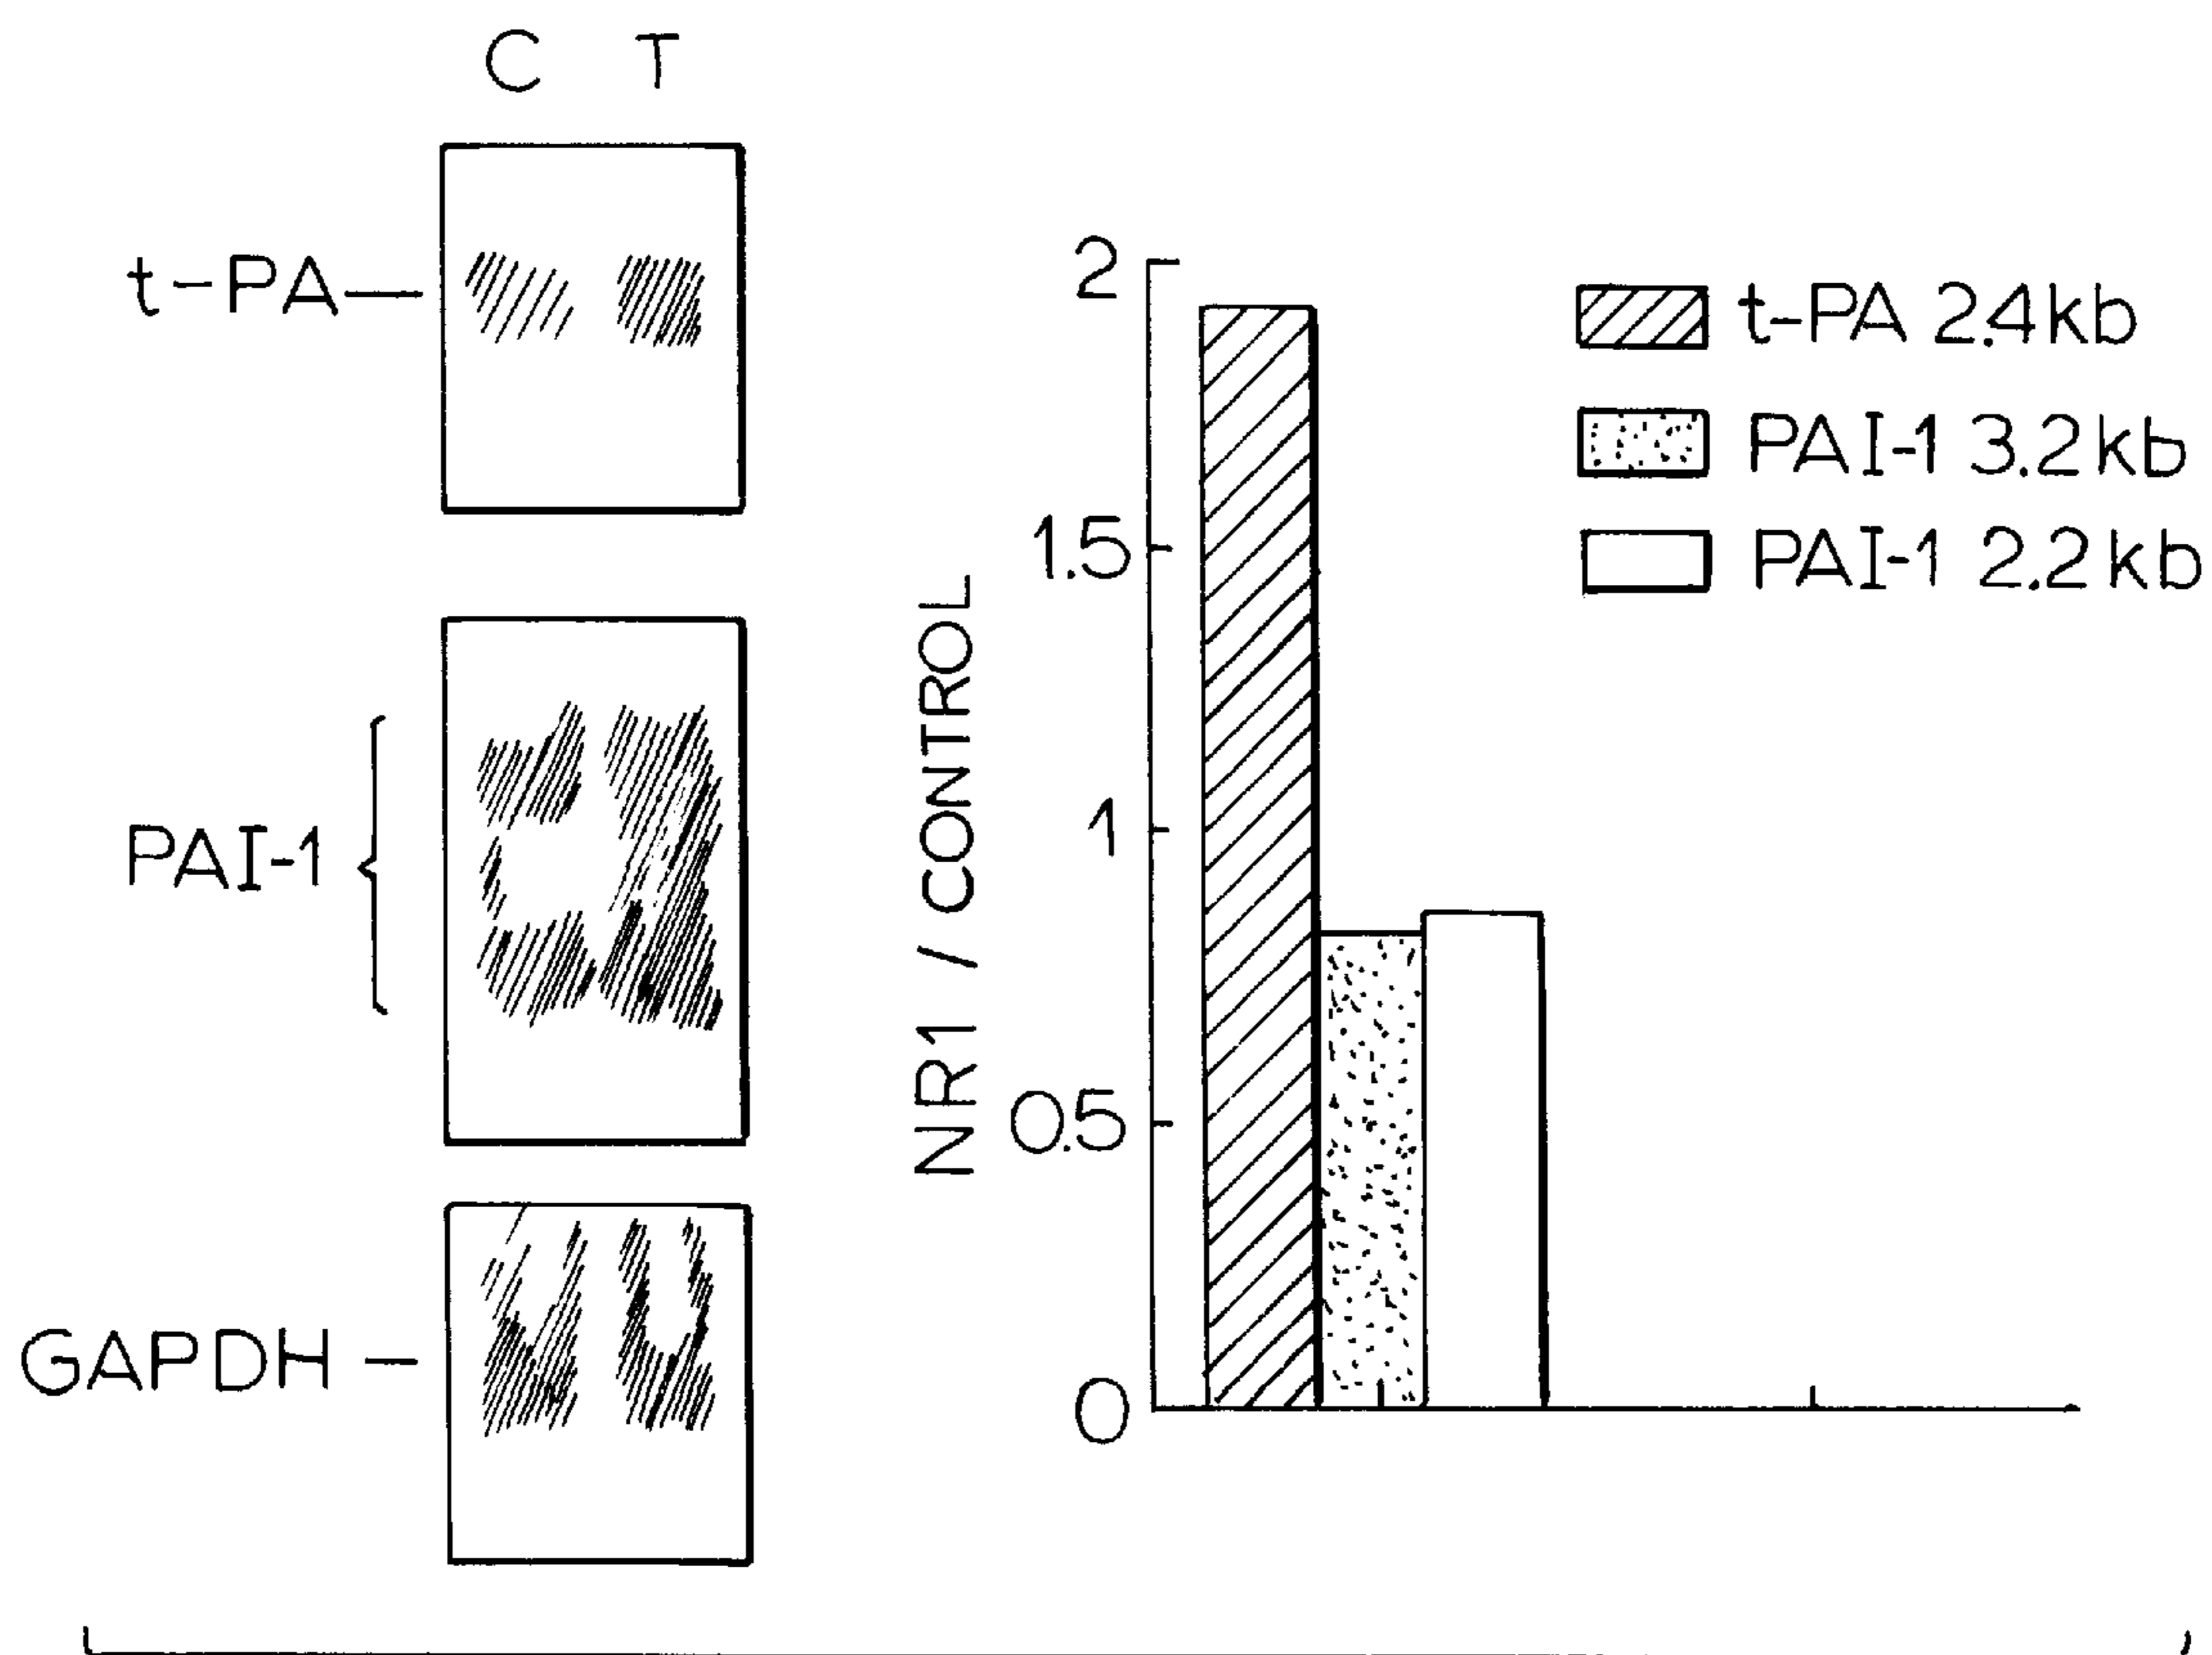 C T
t-PA
PAI-1
GAPDH
NR1 / CONTROL
2
1.5
1
0.5
0
t-PA 2.4kb
PAI-1 3.2kb
PAI-1 2.2kb